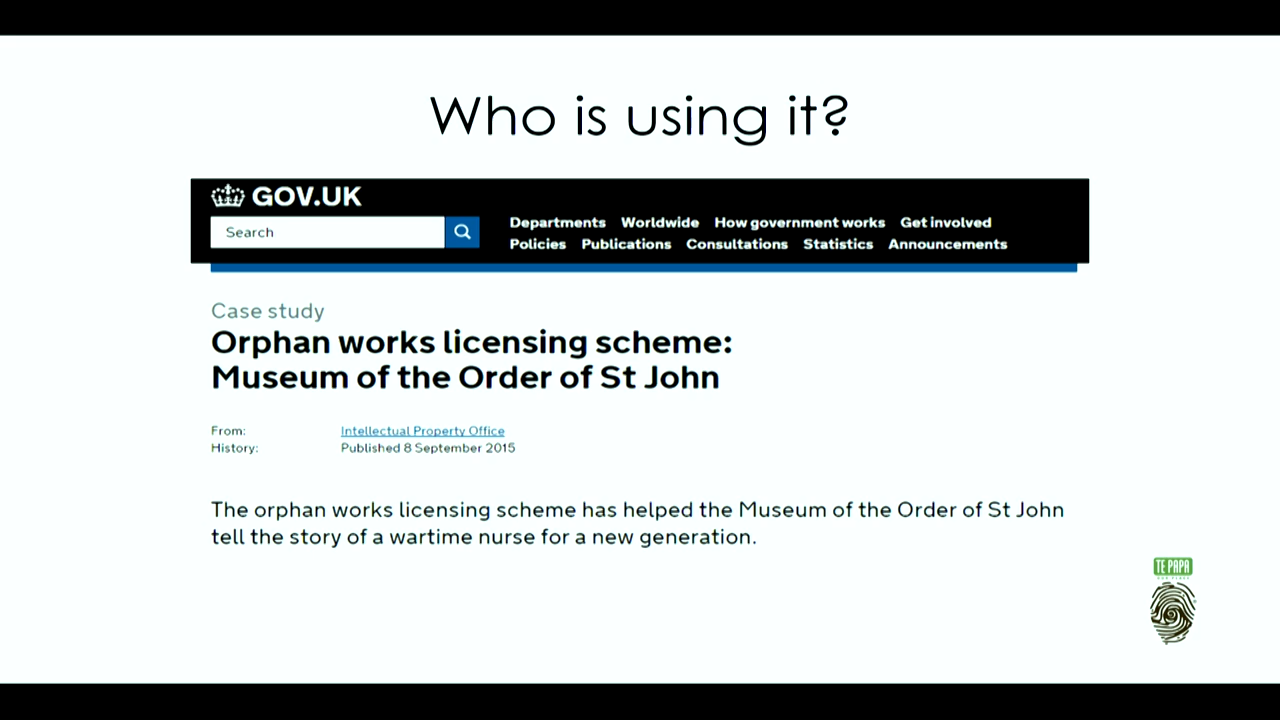 Who is using it?
GOV.UK
Search
Departments Worldwide How government works Get involved
Policies Publications Consultations Statistics Announcements
Case study
Orphan works licensing scheme:
Museum of the Order of St John
From: Intellectual Property Office
History: Published 8 September 2015
The orphan works licensing scheme has helped the Museum of the Order of St John
tell the story of a wartime nurse for a new generation.
TE PAPA